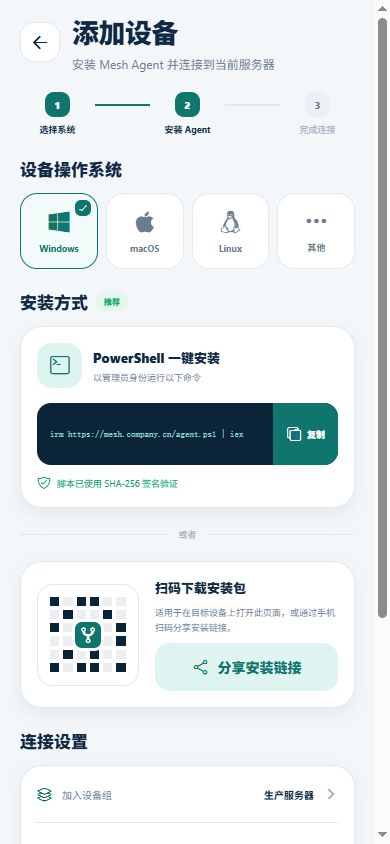 添加设备
安装 Mesh Agent 并连接到当前服务器
1
2
3
选择系统
安装 Agent
完成连接
设备操作系统
Windows
macOS
Linux
其他
安装方式
推荐
PowerShell 一键安装
以管理员身份运行以下命令
irm https://mesh.company.cn/agent.ps1 | iex
复制
脚本已使用 SHA-256 签名验证
或者
扫码下载安装包
适用于在目标设备上打开此页面，或通过手机
扫码分享安装链接。
分享安装链接
连接设置
加入设备组
生产服务器